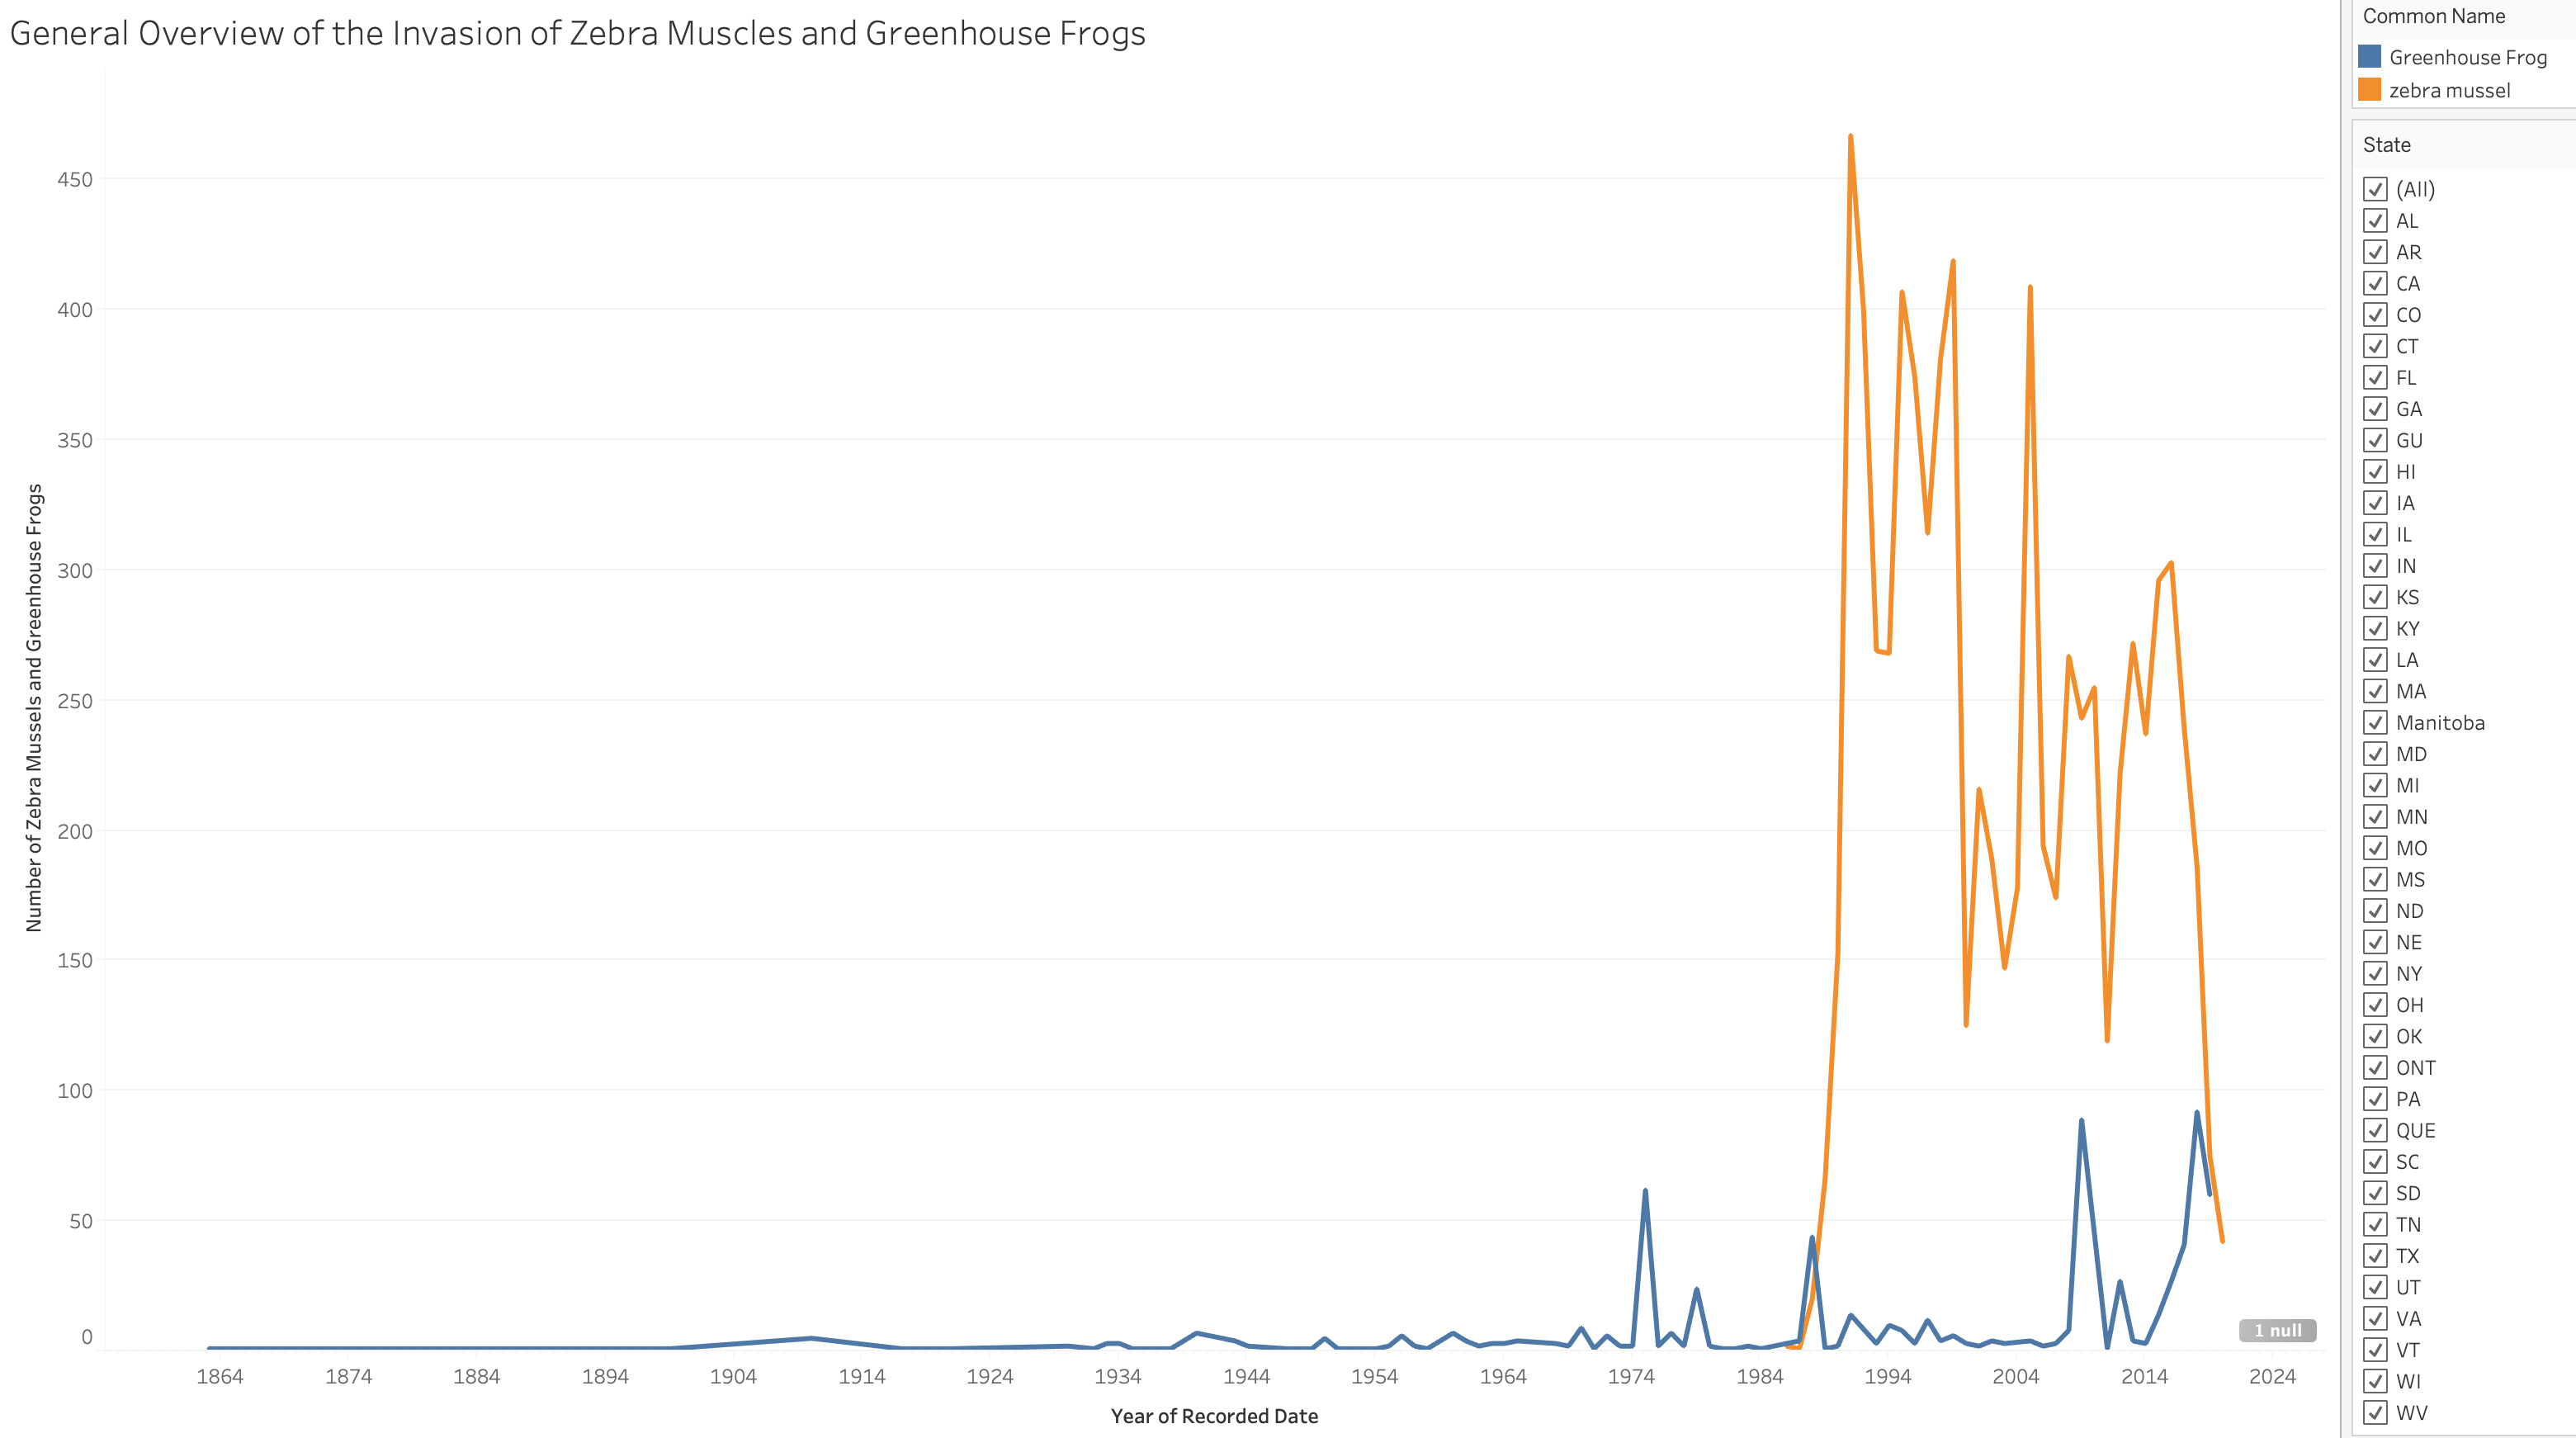 General Overview of the Invasion of Zebra Muscles and Greenhouse Frogs
Number of Zebra Mussels and Greenhouse Frogs
450
400
350
300
250
200
150
100
50
0
1864 1874 1884 1894 1904 1914 1924 1934 1944 1954 1964 1974 1984 1994 2004 2014 2024
Year of Recorded Date
1 null
Common Name
Greenhouse Frog
zebra mussel
State
(All)
AL
AR
CA
CO
CT
FL
GA
GU
HI
IA
IL
IN
KS
KY
LA
MA
Manitoba
MD
MI
MN
MO
MS
ND
NE
NY
OH
OK
ONT
PA
QUE
SC
SD
TN
TX
UT
VA
VT
WI
WV